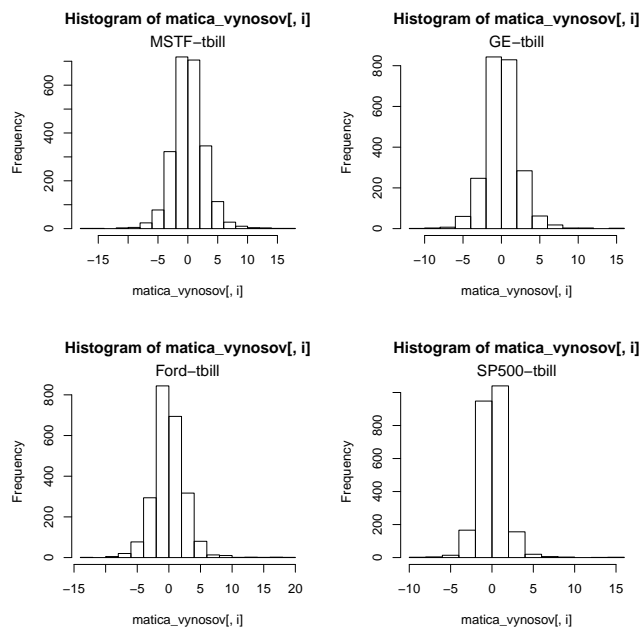 Histogram of matica_vynosov[, i]
MSTF−tbill
Frequency
0 200 400 600
−15 −5 0 5 10 15
matica_vynosov[, i]
Histogram of matica_vynosov[, i]
GE−tbill
Frequency
0 200 400 600 800
−10 −5 0 5 10 15
matica_vynosov[, i]
Histogram of matica_vynosov[, i]
Ford−tbill
Frequency
0 200 400 600 800
−15 −5 0 5 10 15 20
matica_vynosov[, i]
Histogram of matica_vynosov[, i]
SP500−tbill
Frequency
0 200 400 600 800
−10 −5 0 5 10 15
matica_vynosov[, i]